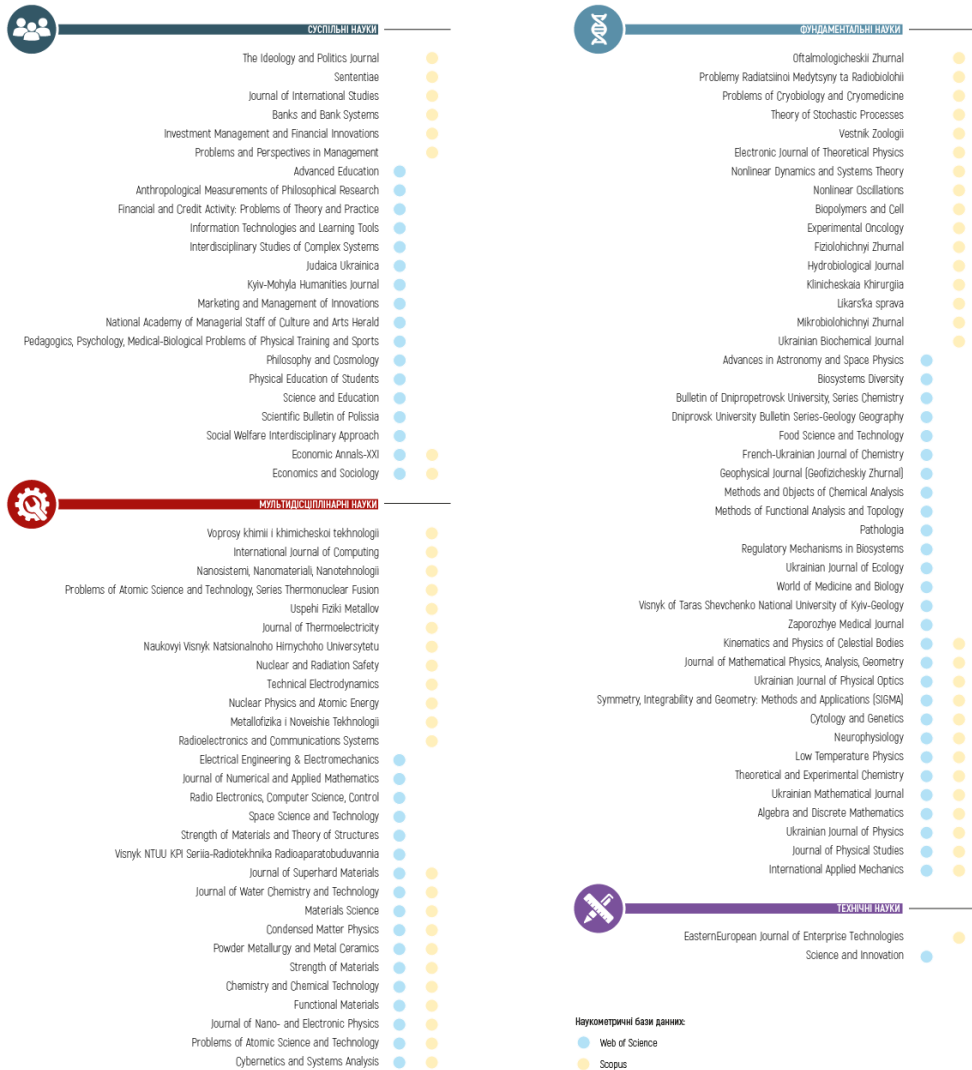 СУСПІЛЬНІ НАУКИ
The Ideology and Politics Journal
Sententiae
Journal of International Studies
Banks and Bank Systems
Investment Management and Financial Innovations
Problems and Perspectives in Management
Advanced Education
Anthropological Measurements of Philosophical Research
Financial and Credit Activity: Problems of Theory and Practice
Information Technologies and Learning Tools
Interdisciplinary Studies of Complex Systems
Judaica Ukrainica
Kyiv-Mohyla Humanities Journal
Marketing and Management of Innovations
National Academy of Managerial Staff of Culture and Arts Herald
Pedagogics, Psychology, Medical-Biological Problems of Physical Training and Sports
Philosophy and Cosmology
Physical Education of Students
Science and Education
Scientific Bulletin of Polissia
Social Welfare Interdisciplinary Approach
Economic Annals-XXI
Economics and Sociology
МУЛЬТИДІСЦІПЛІНАРНІ НАУКИ
Voprosy khimii i khimicheskoi tekhnologii
International Journal of Computing
Nanosistemi, Nanomateriali, Nanotehnologii
Problems of Atomic Science and Technology, Series Thermonuclear Fusion
Uspehi Fiziki Metallov
Journal of Thermoelectricity
Naukovyi Visnyk Natsionalnoho Hirnychoho Universytetu
Nuclear and Radiation Safety
Technical Electrodynamics
Nuclear Physics and Atomic Energy
Metallofizika i Noveishie Tekhnologii
Radioelectronics and Communications Systems
Electrical Engineering & Electromechanics
Journal of Numerical and Applied Mathematics
Radio Electronics, Computer Science, Control
Space Science and Technology
Strength of Materials and Theory of Structures
Visnyk NTUU KPI Seriia-Radiotekhnika Radioaparatobuduvannia
Journal of Superhard Materials
Journal of Water Chemistry and Technology
Materials Science
Condensed Matter Physics
Powder Metallurgy and Metal Ceramics
Strength of Materials
Chemistry and Chemical Technology
Functional Materials
Journal of Nano- and Electronic Physics
Problems of Atomic Science and Technology
Cybernetics and Systems Analysis
ФУНДАМЕНТАЛЬНІ НАУКИ
Oftalmologicheskii Zhurnal
Problemy Radiatsiinoi Medytsyny ta Radiobiolohii
Problems of Cryobiology and Cryomedicine
Theory of Stochastic Processes
Vestnik Zoologii
Electronic Journal of Theoretical Physics
Nonlinear Dynamics and Systems Theory
Nonlinear Oscillations
Biopolymers and Cell
Experimental Oncology
Fiziolohichnyi Zhurnal
Hydrobiological Journal
Klinicheskaia Khirurgiia
Likars'ka sprava
Mikrobiolohichnyi Zhurnal
Ukrainian Biochemical Journal
Advances in Astronomy and Space Physics
Biosystems Diversity
Bulletin of Dnipropetrovsk University, Series Chemistry
Dniprovsk University Bulletin Series-Geology Geography
Food Science and Technology
French-Ukrainian Journal of Chemistry
Geophysical Journal (Geofizicheskiy Zhurnal)
Methods and Objects of Chemical Analysis
Methods of Functional Analysis and Topology
Pathologia
Regulatory Mechanisms in Biosystems
Ukrainian Journal of Ecology
World of Medicine and Biology
Visnyk of Taras Shevchenko National University of Kyiv-Geology
Zaporozhye Medical Journal
Kinematics and Physics of Celestial Bodies
Journal of Mathematical Physics, Analysis, Geometry
Ukrainian Journal of Physical Optics
Symmetry, Integrability and Geometry: Methods and Applications (SIGMA)
Cytology and Genetics
Neurophysiology
Low Temperature Physics
Theoretical and Experimental Chemistry
Ukrainian Mathematical Journal
Algebra and Discrete Mathematics
Ukrainian Journal of Physics
Journal of Physical Studies
International Applied Mechanics
ТЕХНІЧНІ НАУКИ
EasternEuropean Journal of Enterprise Technologies
Science and Innovation
Наукометричні бази данних:
Web of Science
Scopus